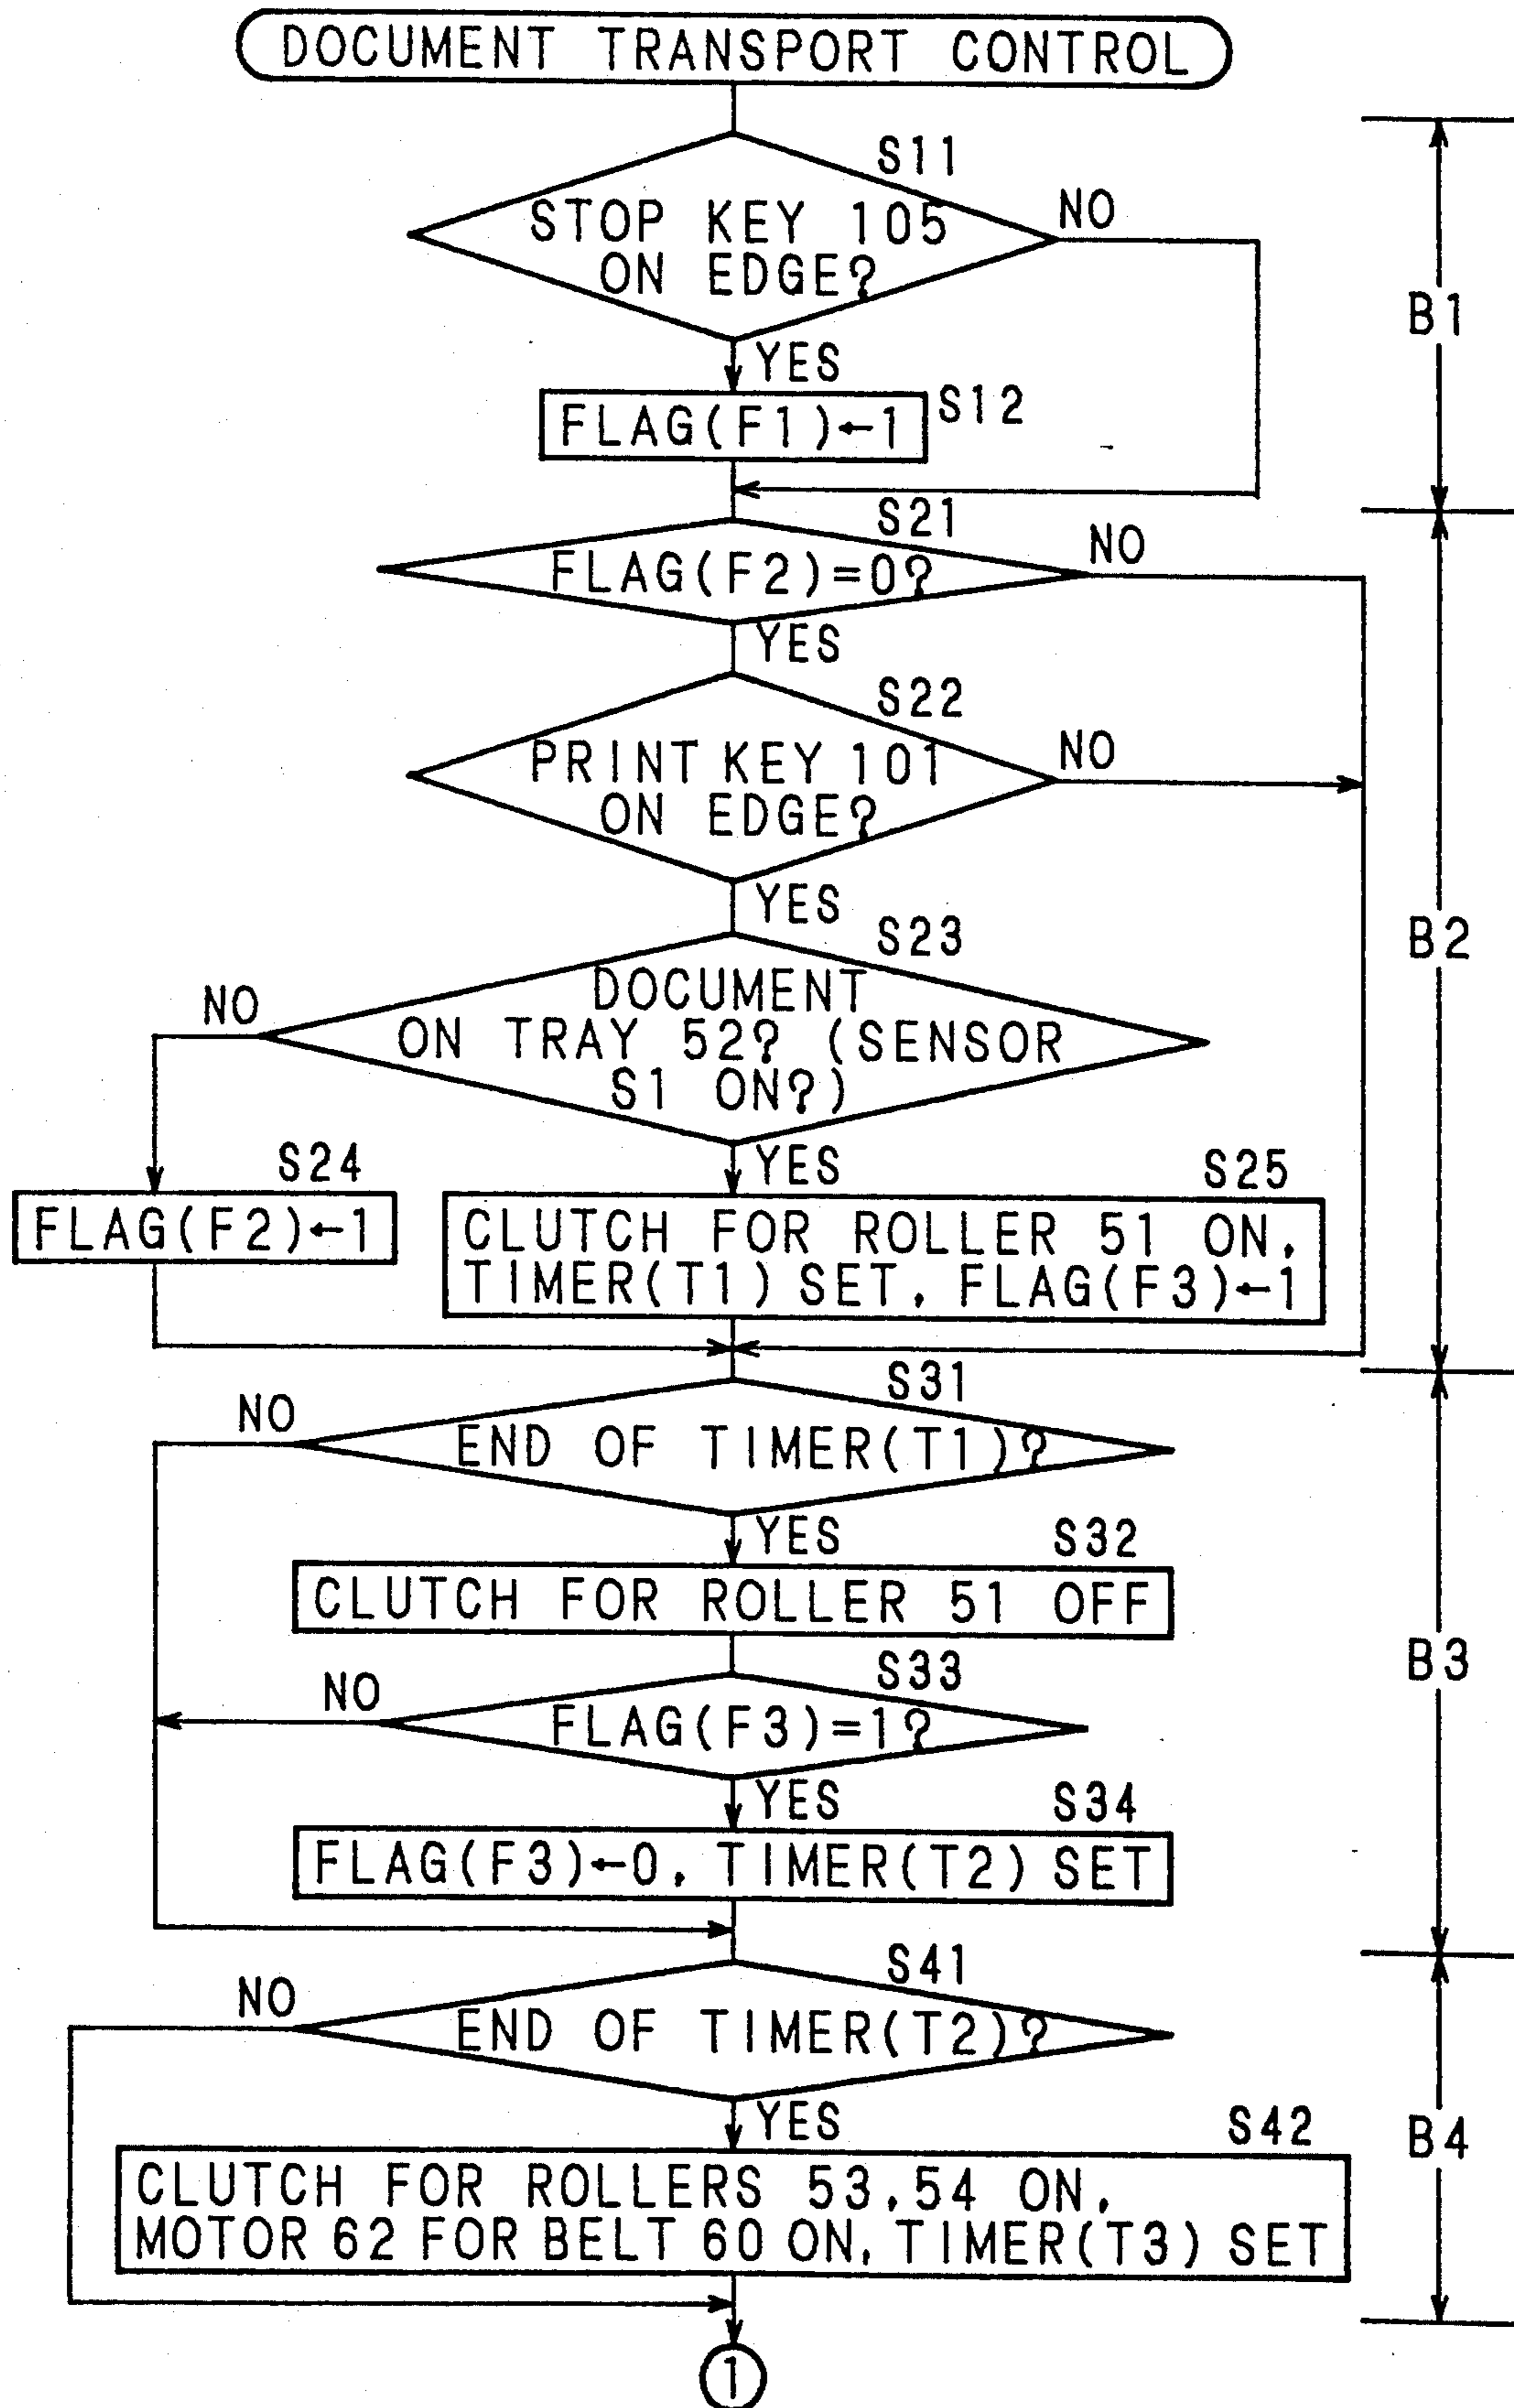 DOCUMENT TRANSPORT CONTROL
S11
STOP KEY 105
ON EDGE?
NO
YES
S12
FLAG(F1)←1
B1
S21
FLAG(F2)=0?
NO
YES
S22
PRINT KEY 101
ON EDGE?
NO
YES
S23
DOCUMENT
ON TRAY 52? (SENSOR
S1 ON?)
NO
YES
B2
S24
FLAG(F2)←1
S25
CLUTCH FOR ROLLER 51 ON,
TIMER(T1) SET, FLAG(F3)←1
S31
END OF TIMER(T1)?
NO
YES
S32
CLUTCH FOR ROLLER 51 OFF
S33
FLAG(F3)=1?
NO
YES
B3
S34
FLAG(F3)←0, TIMER(T2) SET
S41
END OF TIMER(T2)?
NO
YES
B4
S42
CLUTCH FOR ROLLERS 53,54 ON,
MOTOR 62 FOR BELT 60 ON, TIMER(T3) SET
1